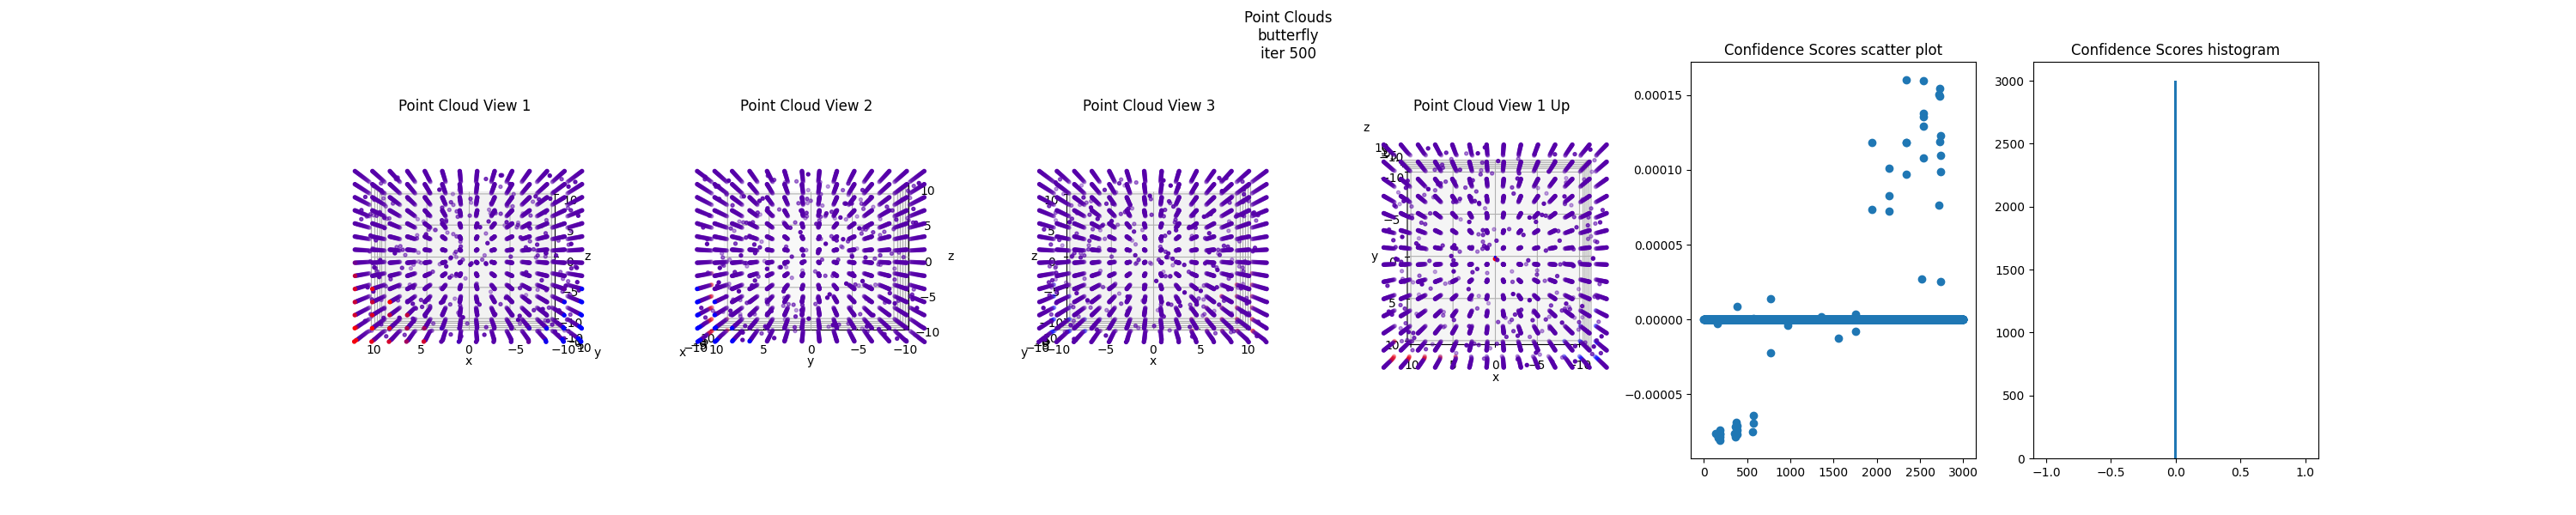 Point Clouds
butterfly
iter 500
Point Cloud View 1
10
5
0
−5
−10
z
10 5 0 −5 −10
x
y
Point Cloud View 2
10
5
0
−5
−10
z
x
10 5 0 −5 −10
y
Point Cloud View 3
z
10
5
0
−5
−10
y
−10 −5 0 5 10
x
Point Cloud View 1 Up
z
y
−10
−5
0
5
10
10 5 0 −5 −10
x
Confidence Scores scatter plot
0.00015
0.00010
0.00005
0.00000
−0.00005
0 500 1000 1500 2000 2500 3000
Confidence Scores histogram
3000
2500
2000
1500
1000
500
0
−1.0 −0.5 0.0 0.5 1.0